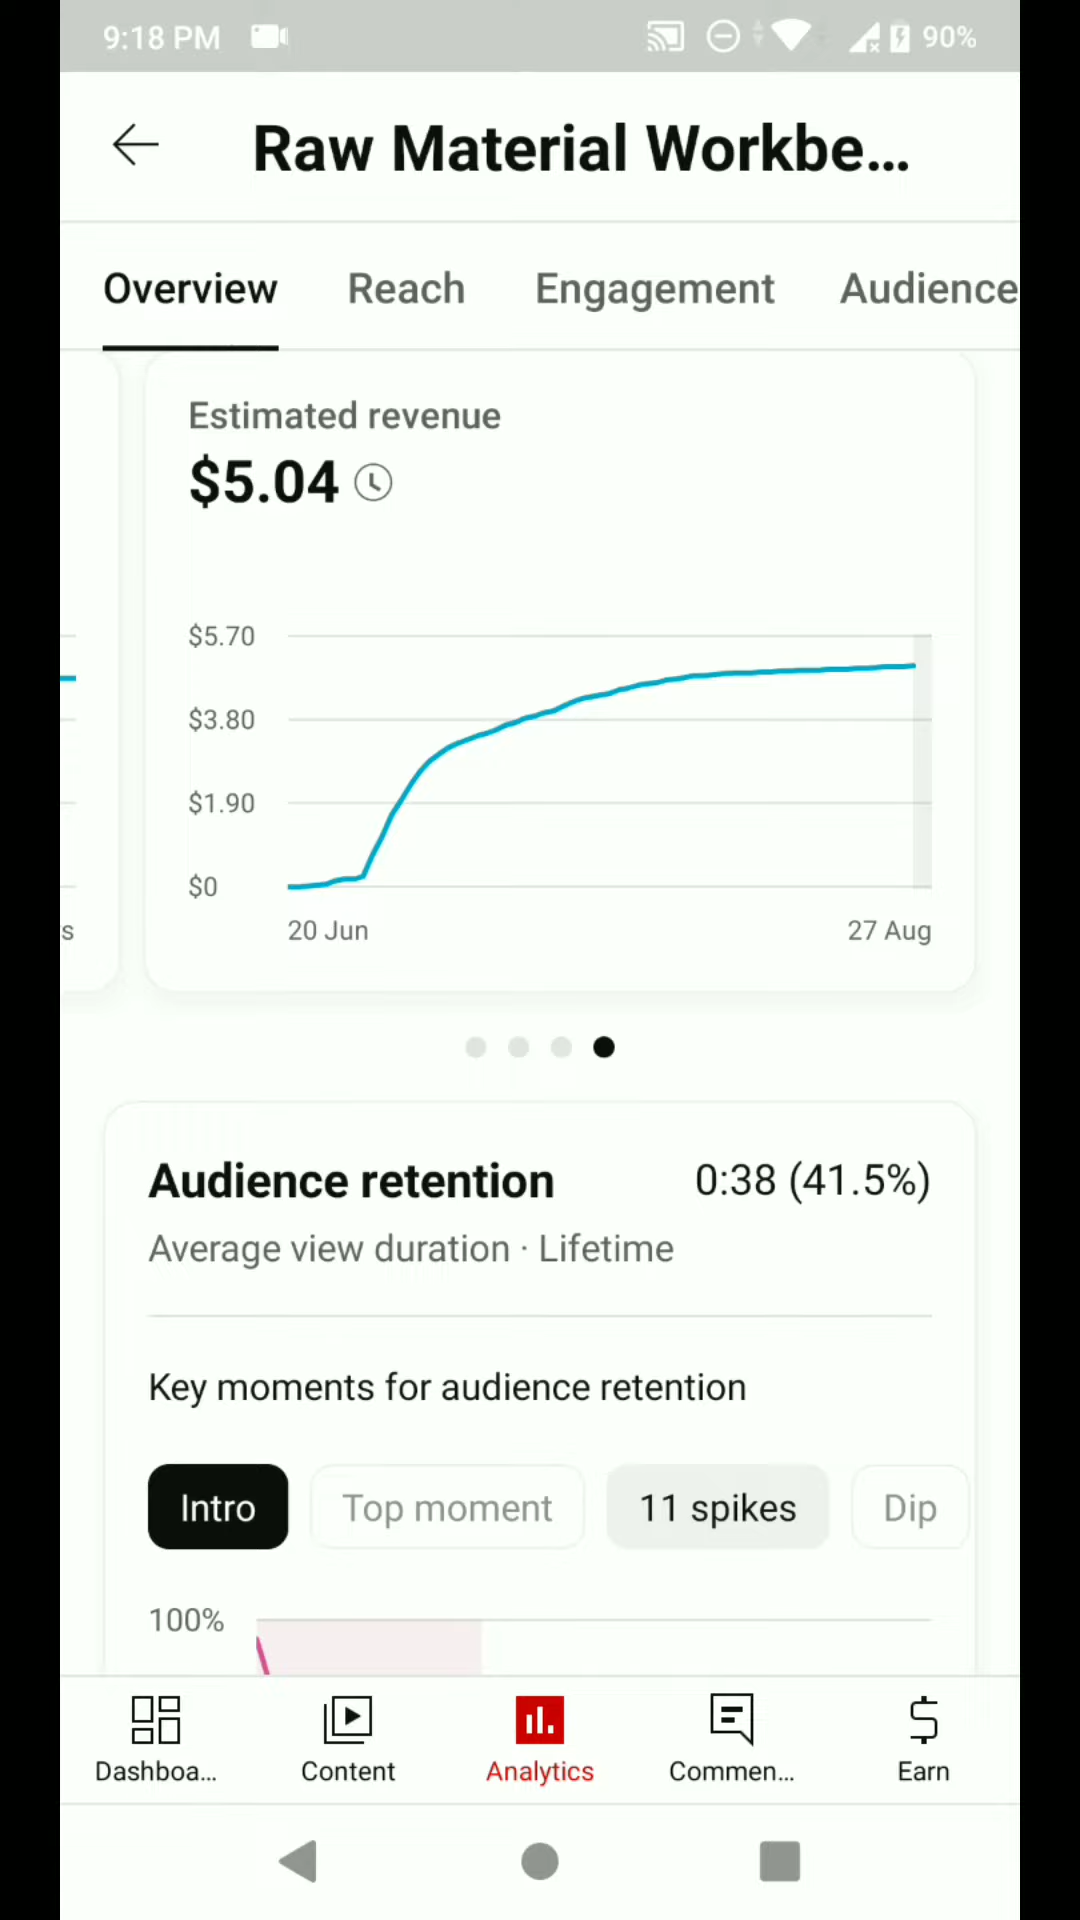 9:18 PM
90%
Raw Material Workbe...
Overview
Reach
Engagement
Audience
Estimated revenue
$5.04
$5.70
$3.80
$1.90
$0
s
20 Jun
27 Aug
Audience retention
0:38 (41.5%)
Average view duration · Lifetime
Key moments for audience retention
Intro
Top moment
11 spikes
Dip
100%
Dashboa...
Content
Analytics
Commen...
Earn